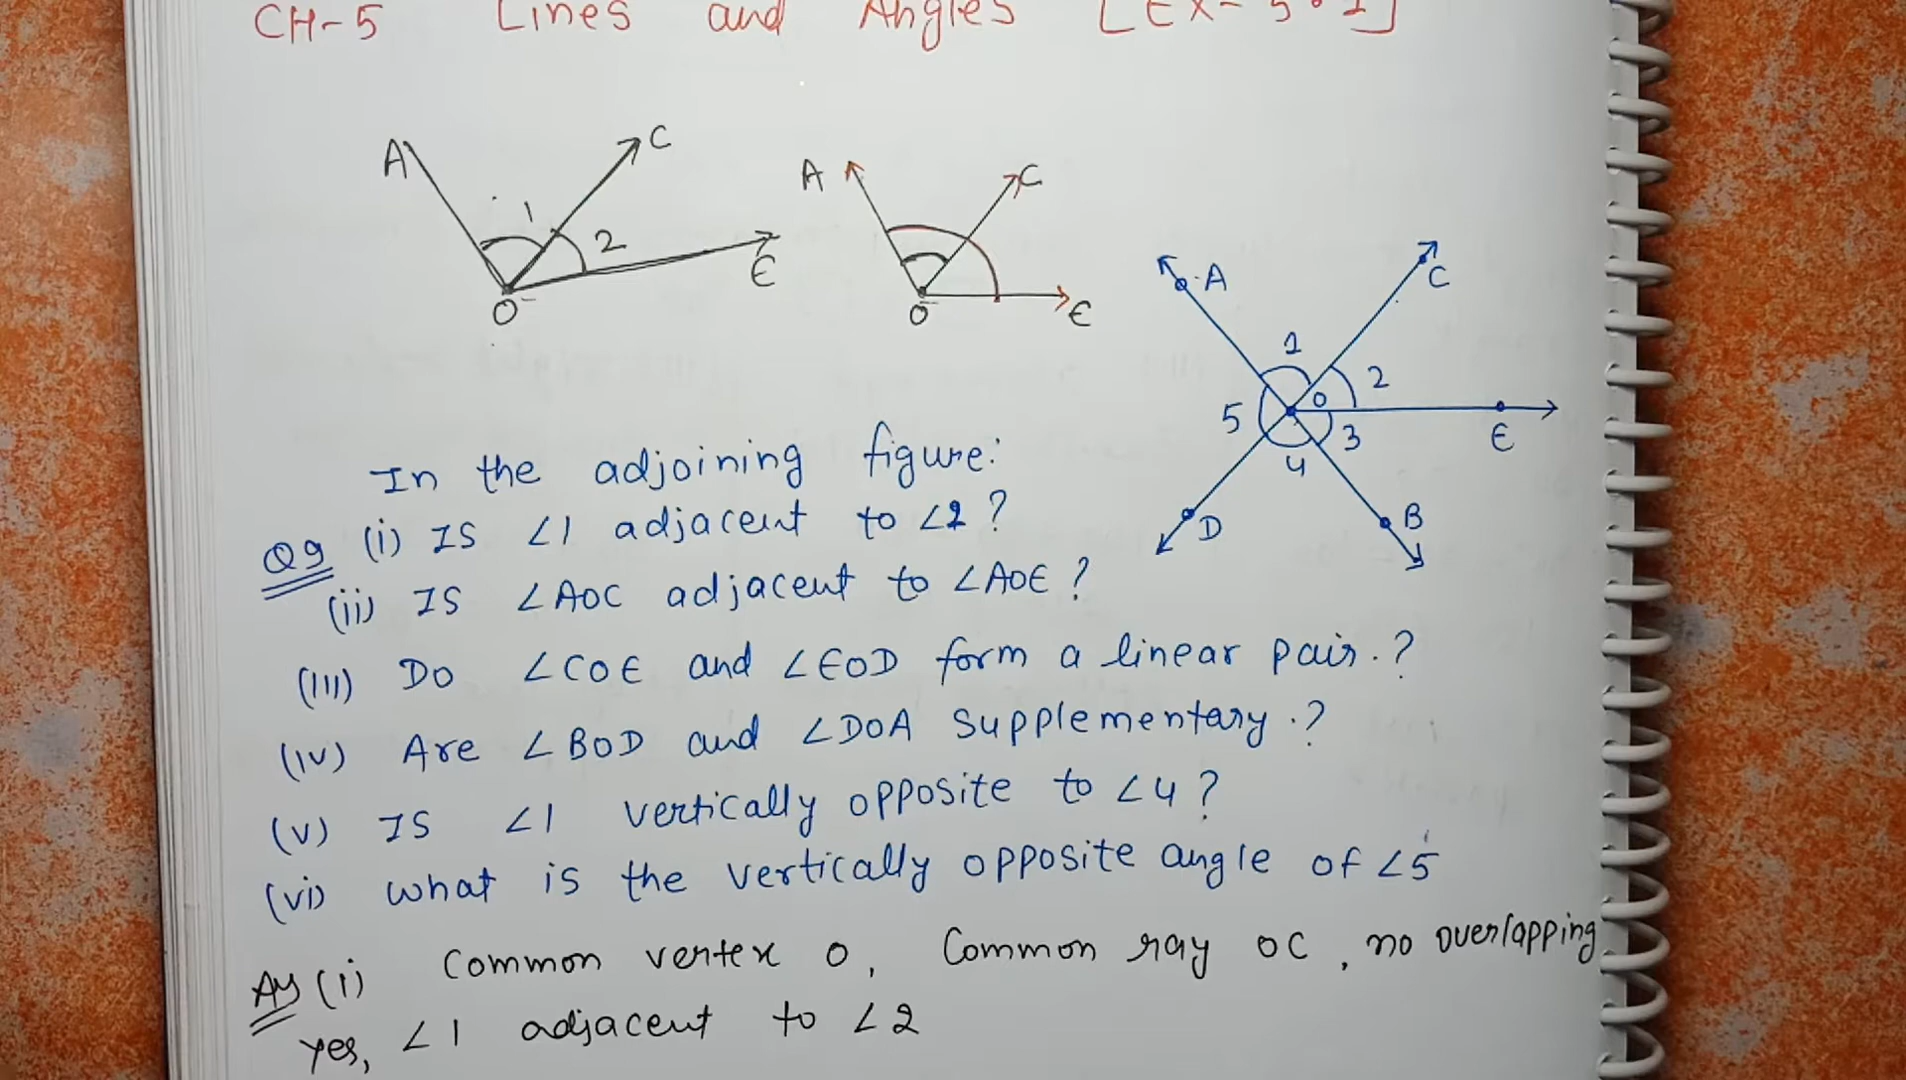 CH-5 Lines and Angles [EX-5.1]
A C
1 2
E
O
A C
O E
A C
1 2
5 O
3 E
4
D B
In the adjoining figure:
Q9 (i) Is ∠1 adjacent to ∠2?
(ii) Is ∠AOC adjacent to ∠AOE?
(iii) Do ∠COE and ∠EOD form a linear pair.?
(iv) Are ∠BOD and ∠DOA supplementary.?
(v) Is ∠1 vertically opposite to ∠4?
(vi) what is the vertically opposite angle of ∠5
(i) Common vertex O, Common ray OC, no overlapping
yes, ∠1 adjacent to ∠2